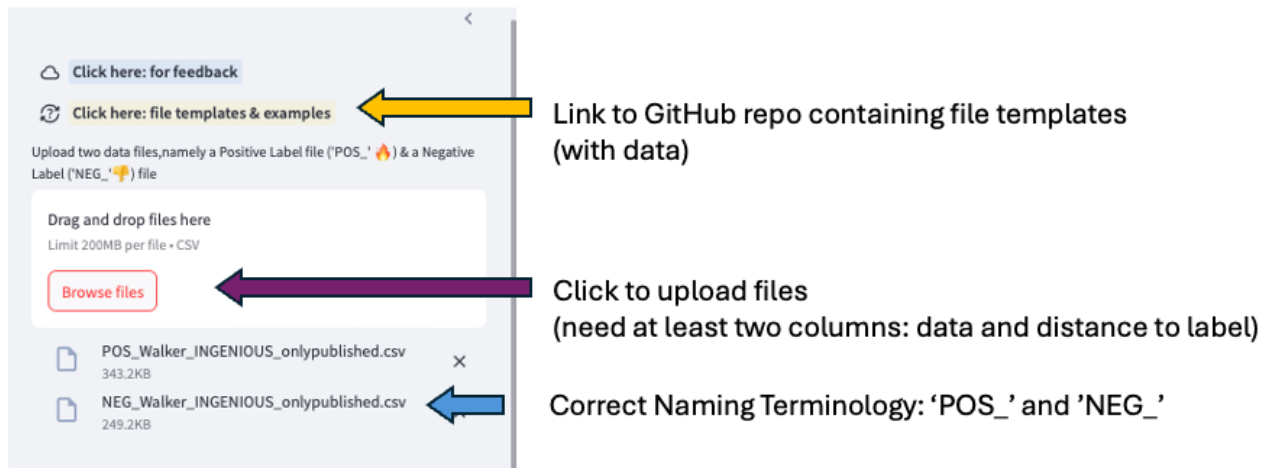 Click here: for feedback
Click here: file templates & examples
Link to GitHub repo containing file templates
(with data)
Upload two data files,namely a Positive Label file ('POS_' 🔥) & a Negative
Label ('NEG_'👎) file
Drag and drop files here
Limit 200MB per file • CSV
Browse files
Click to upload files
(need at least two columns: data and distance to label)
POS_Walker_INGENIOUS_onlypublished.csv
343.2KB
NEG_Walker_INGENIOUS_onlypublished.csv
249.2KB
Correct Naming Terminology: ‘POS_’ and ’NEG_’